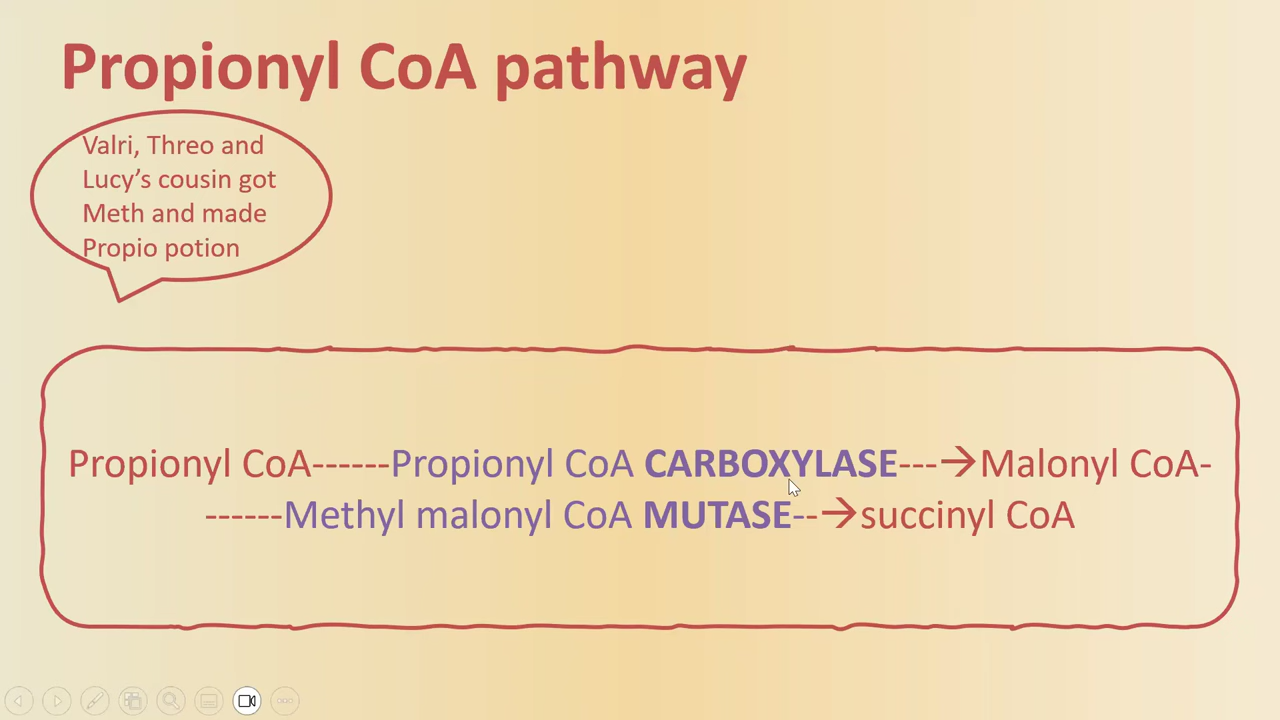 Propionyl CoA pathway
Valri, Threo and
Lucy’s cousin got
Meth and made
Propio potion
Propionyl CoA------Propionyl CoA CARBOXYLASE---→Malonyl CoA-
------Methyl malonyl CoA MUTASE--→succinyl CoA